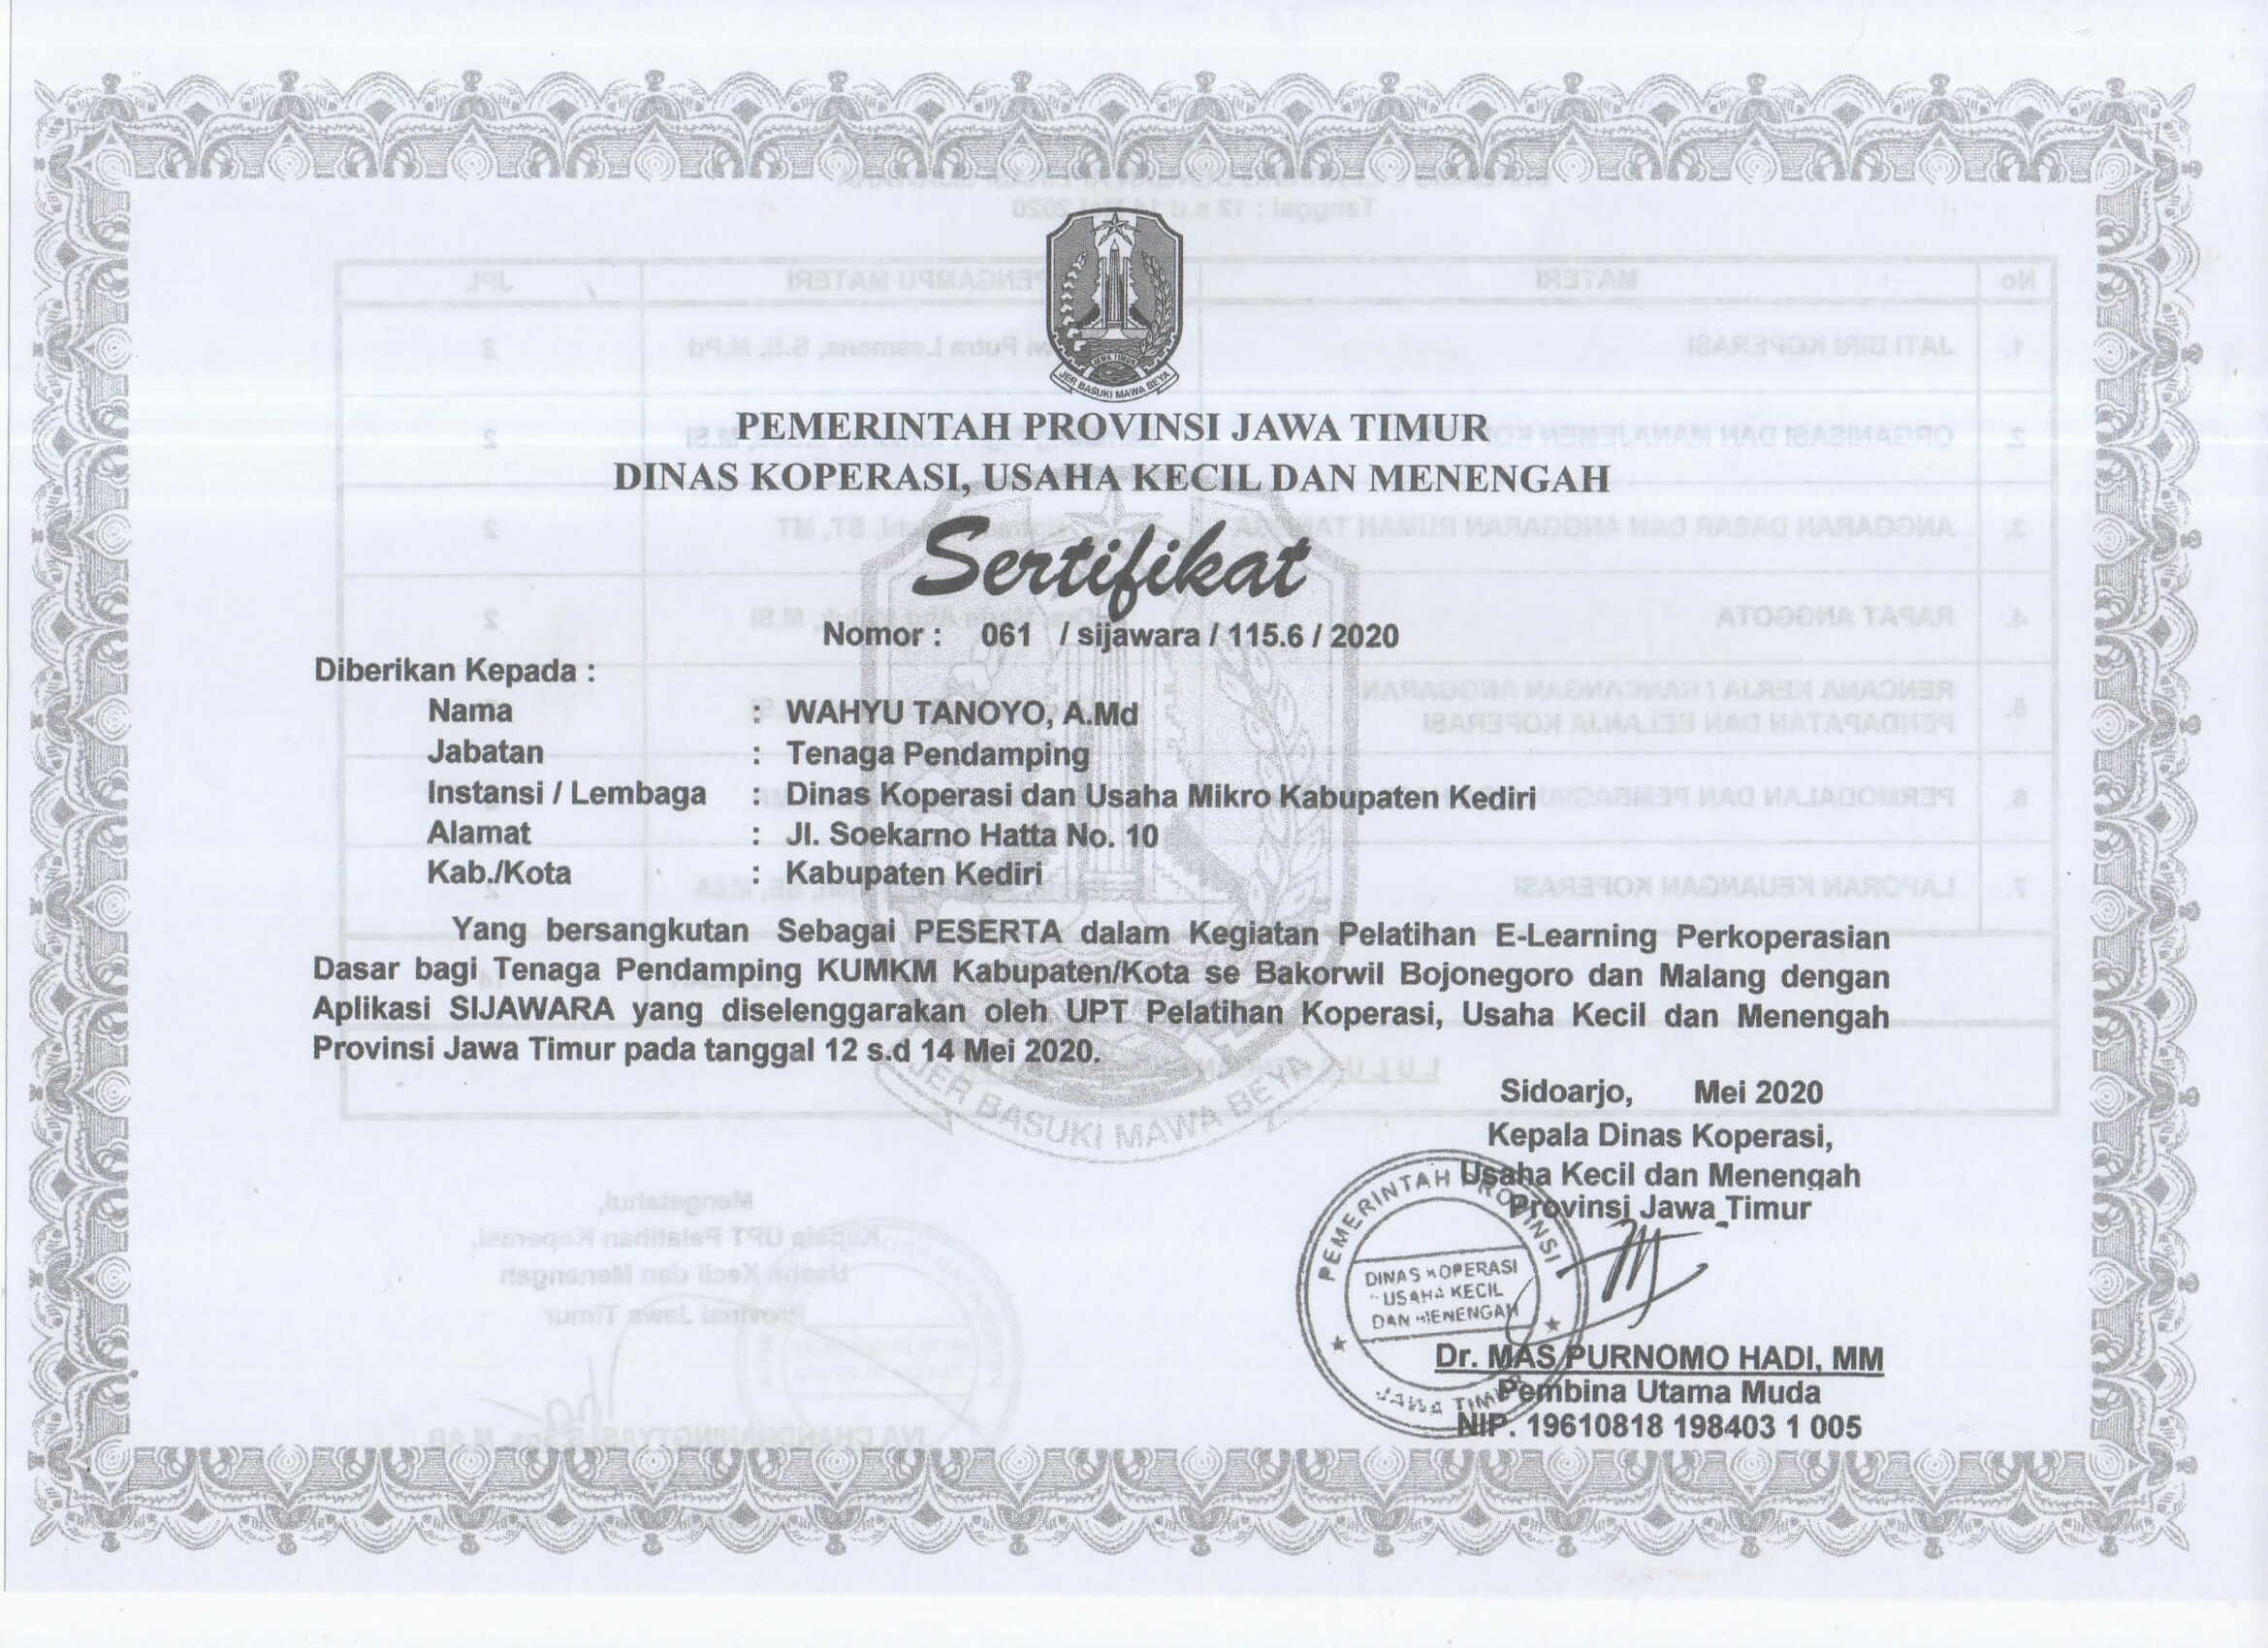 JAWA TIMUR
JER BASUKI MAWA BEYA
PEMERINTAH PROVINSI JAWA TIMUR
DINAS KOPERASI, USAHA KECIL DAN MENENGAH
Sertifikat
Nomor : 061 / sijawara / 115.6 / 2020
Diberikan Kepada :
Nama : WAHYU TANOYO, A.Md
Jabatan : Tenaga Pendamping
Instansi / Lembaga : Dinas Koperasi dan Usaha Mikro Kabupaten Kediri
Alamat : Jl. Soekarno Hatta No. 10
Kab./Kota : Kabupaten Kediri
Yang bersangkutan Sebagai PESERTA dalam Kegiatan Pelatihan E-Learning Perkoperasian
Dasar bagi Tenaga Pendamping KUMKM Kabupaten/Kota se Bakorwil Bojonegoro dan Malang dengan
Aplikasi SIJAWARA yang diselenggarakan oleh UPT Pelatihan Koperasi, Usaha Kecil dan Menengah
Provinsi Jawa Timur pada tanggal 12 s.d 14 Mei 2020.
JER BASUKI MAWA BEYA
Sidoarjo, Mei 2020
Kepala Dinas Koperasi,
Usaha Kecil dan Menengah
Provinsi Jawa Timur
PEMERINTAH PROVINSI
DINAS KOPERASI
USAHA KECIL
DAN MENENGAH
JAWA TIMUR
Dr. MAS PURNOMO HADI, MM
Pembina Utama Muda
NIP. 19610818 198403 1 005